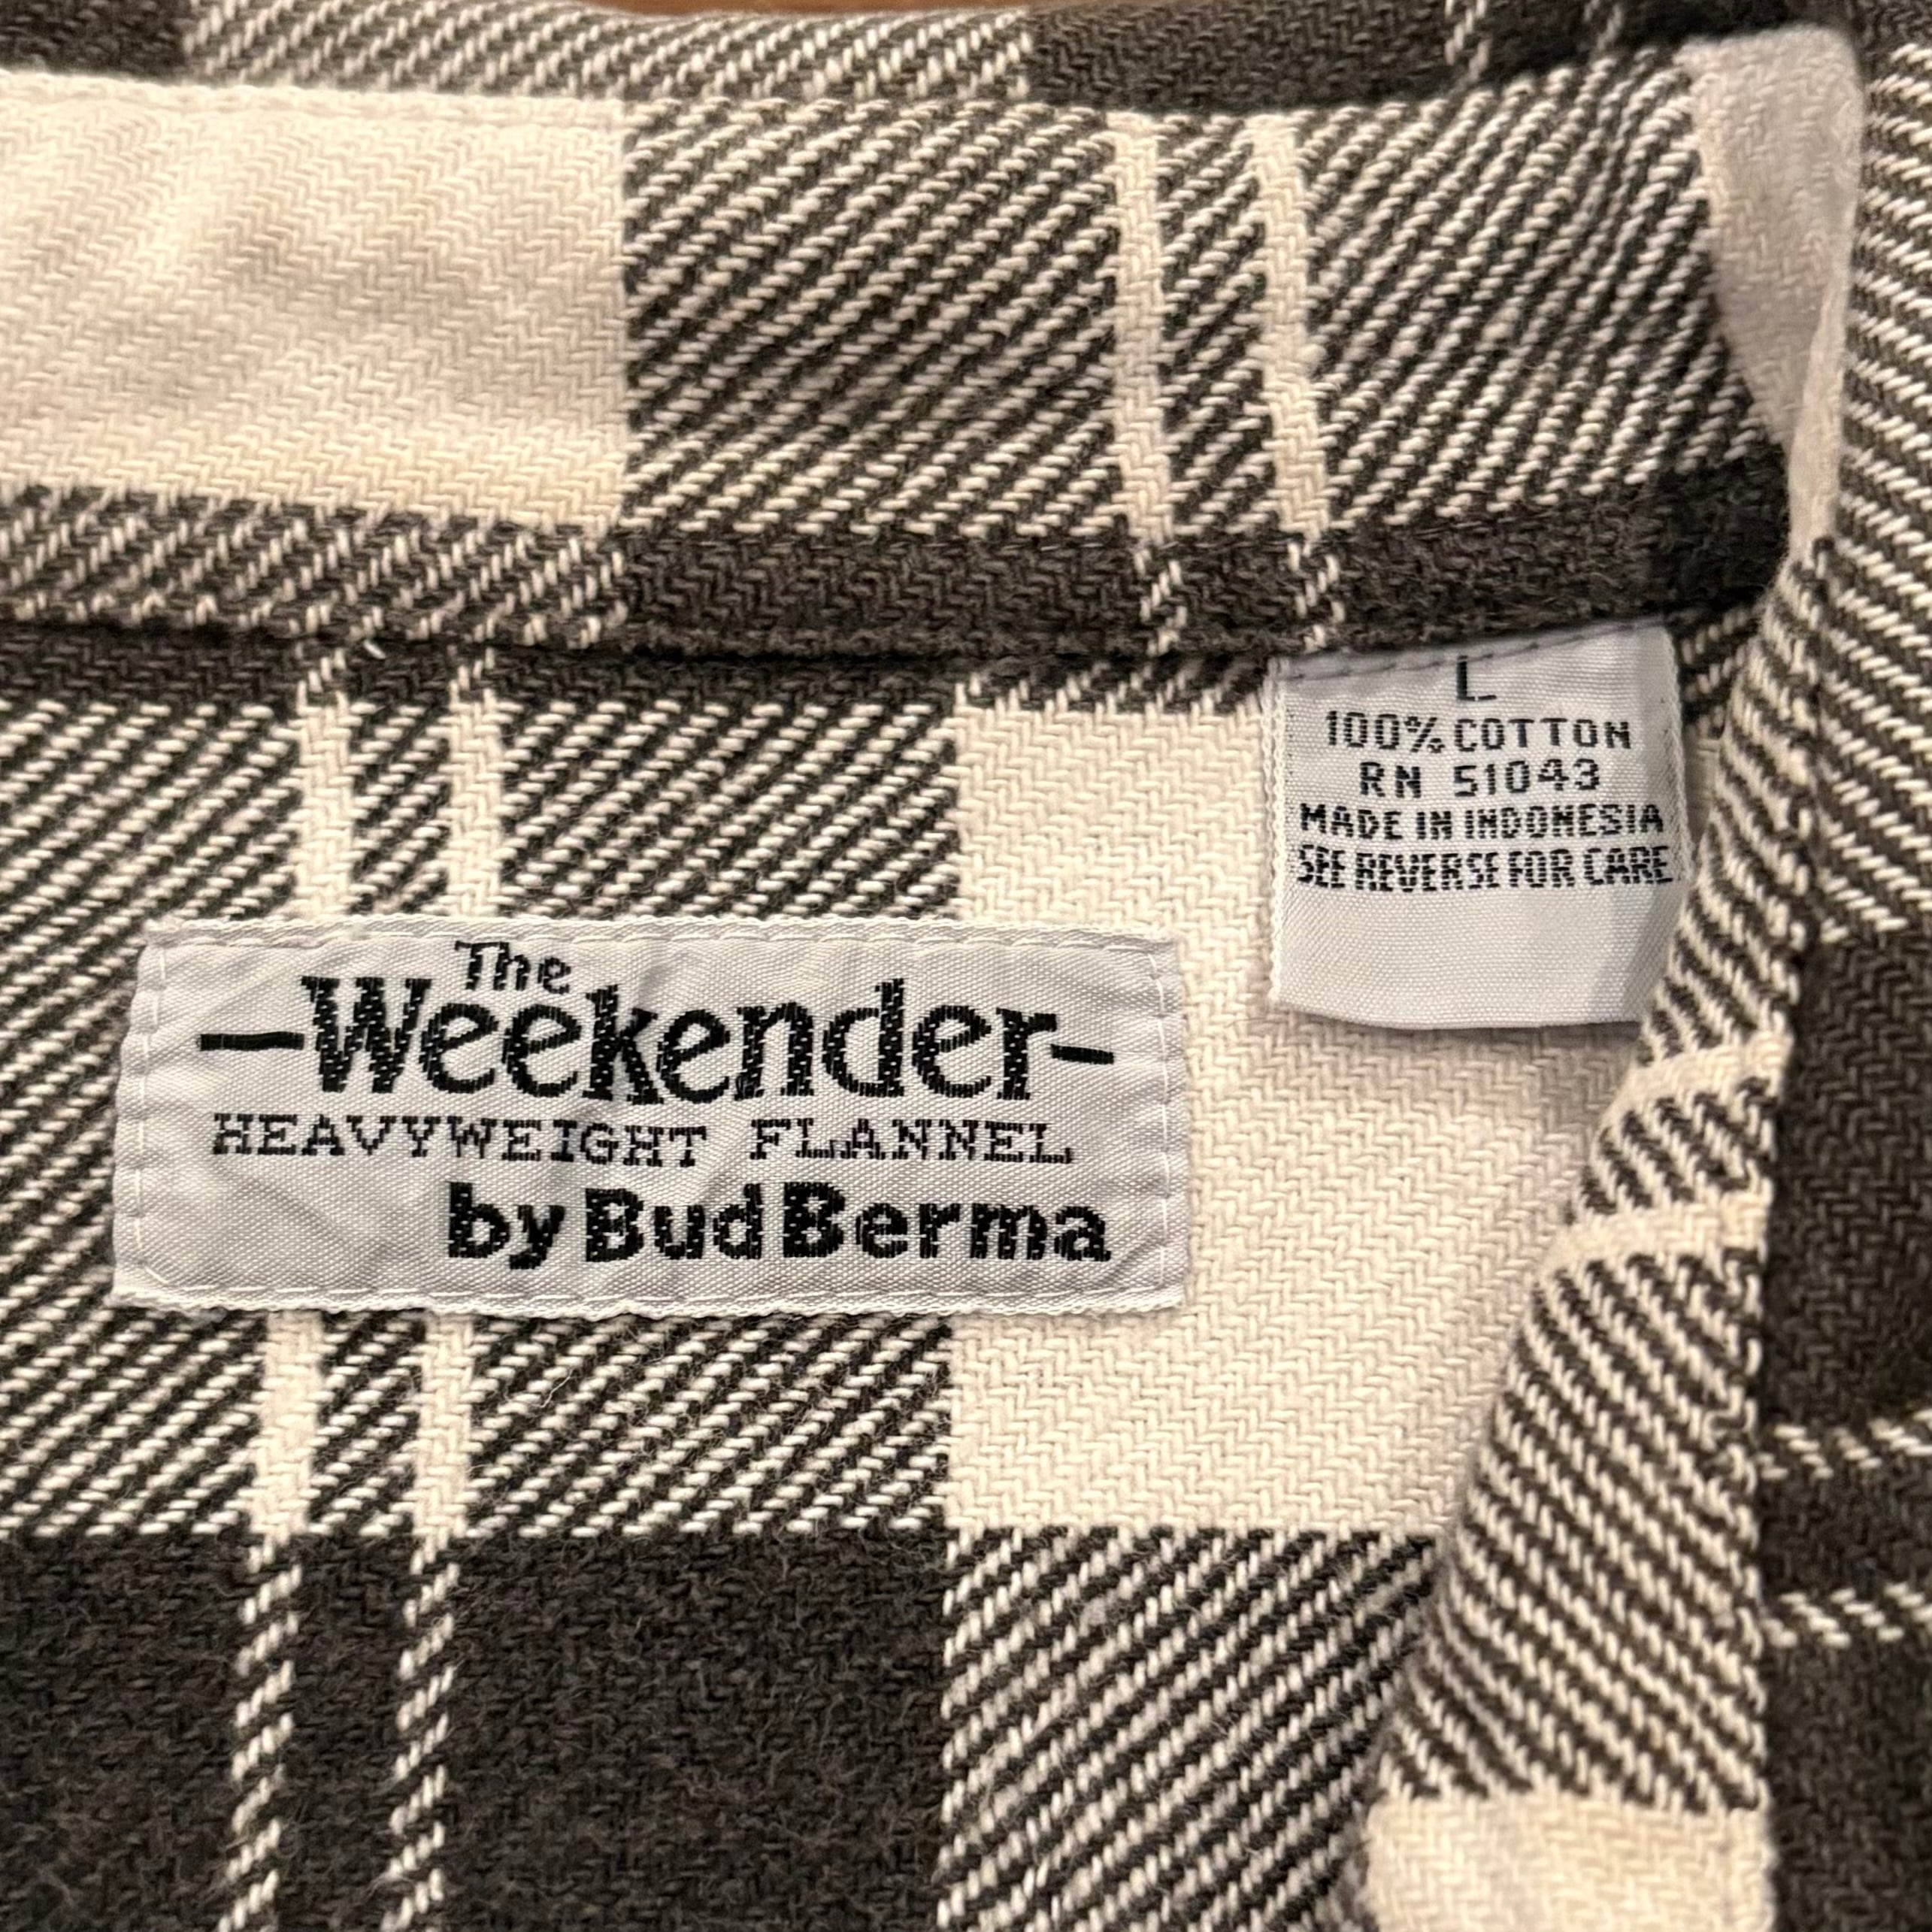 The
-Weekender-
HEAVYWEIGHT FLANNEL
by Bud Berma
L
100% COTTON
RN 51043
MADE IN INDONESIA
SEE REVERSE FOR CARE